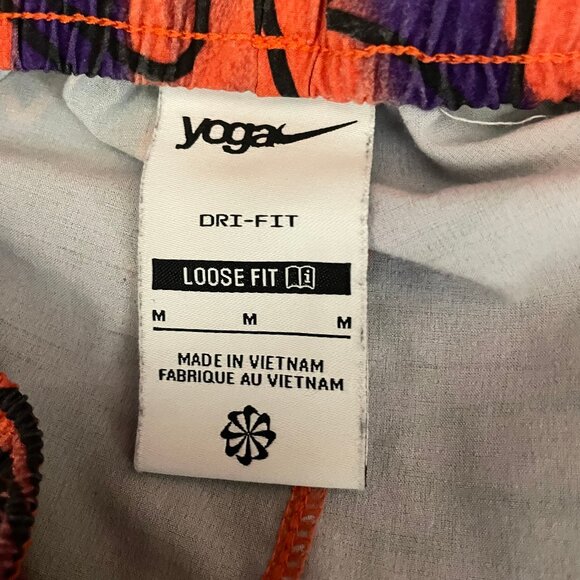 yoga
DRI-FIT
LOOSE FIT
M M M
MADE IN VIETNAM
FABRIQUE AU VIETNAM